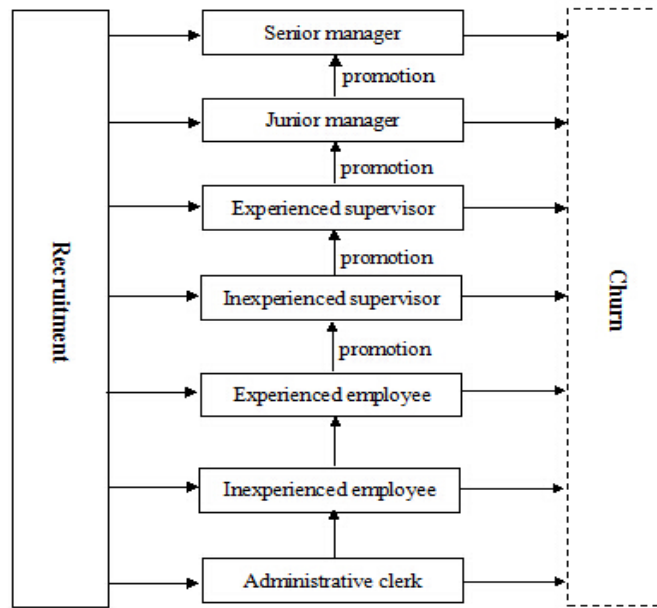 Senior manager
promotion
Junior manager
promotion
Experienced supervisor
promotion
Inexperienced supervisor
promotion
Experienced employee
Inexperienced employee
Administrative clerk
Recruitment
Churn